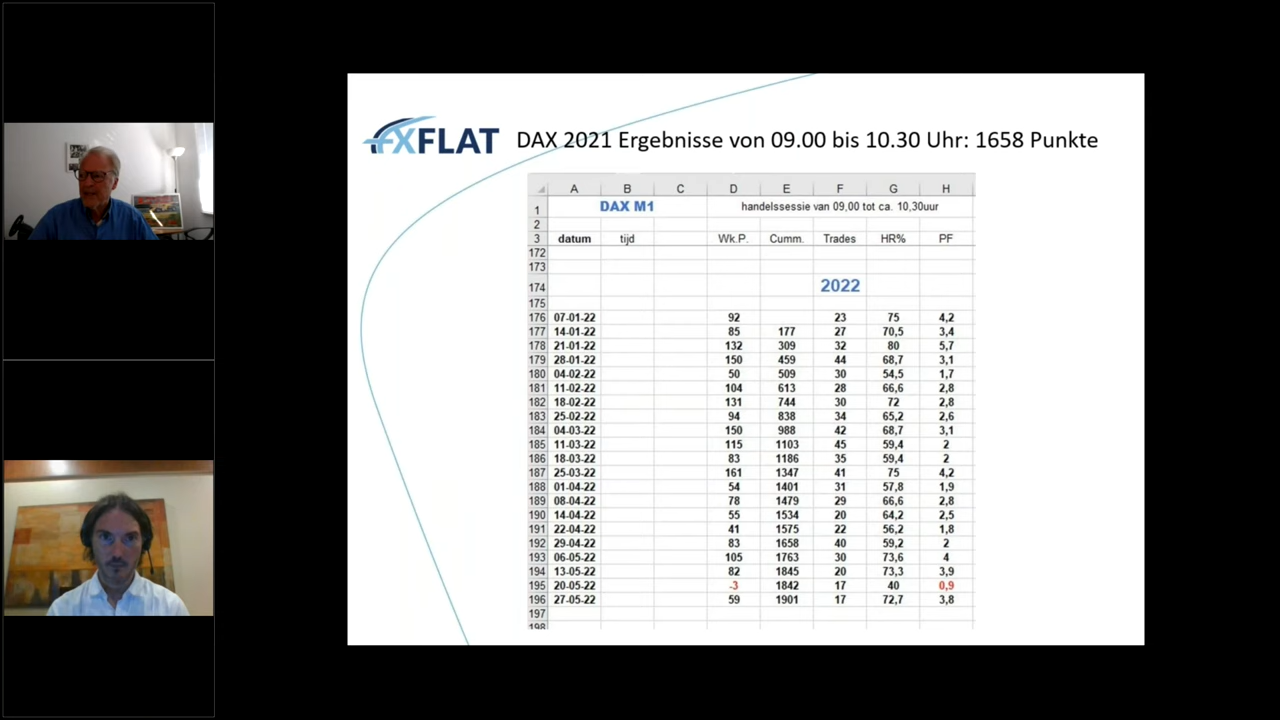 FXFLAT DAX 2021 Ergebnisse von 09.00 bis 10.30 Uhr: 1658 Punkte
A B C D E F G H
1 DAX M1 handelssessie van 09,00 tot ca. 10,30uur
2
3 datum tijd Wk.P. Cumm. Trades HR% PF
172
173
174 2022
175
176 07-01-22 92 23 75 4,2
177 14-01-22 85 177 27 70,5 3,4
178 21-01-22 132 309 32 80 5,7
179 28-01-22 150 459 44 68,7 3,1
180 04-02-22 50 509 30 54,5 1,7
181 11-02-22 104 613 28 66,6 2,8
182 18-02-22 131 744 30 72 2,8
183 25-02-22 94 838 34 65,2 2,6
184 04-03-22 150 988 42 68,7 3,1
185 11-03-22 115 1103 45 59,4 2
186 18-03-22 83 1186 35 59,4 2
187 25-03-22 161 1347 41 75 4,2
188 01-04-22 54 1401 31 57,8 1,9
189 08-04-22 78 1479 29 66,6 2,8
190 14-04-22 55 1534 20 64,2 2,5
191 22-04-22 41 1575 22 56,2 1,8
192 29-04-22 83 1658 40 59,2 2
193 06-05-22 105 1763 30 73,6 4
194 13-05-22 82 1845 20 73,3 3,9
195 20-05-22 -3 1842 17 40 0,9
196 27-05-22 59 1901 17 72,7 3,8
197
198